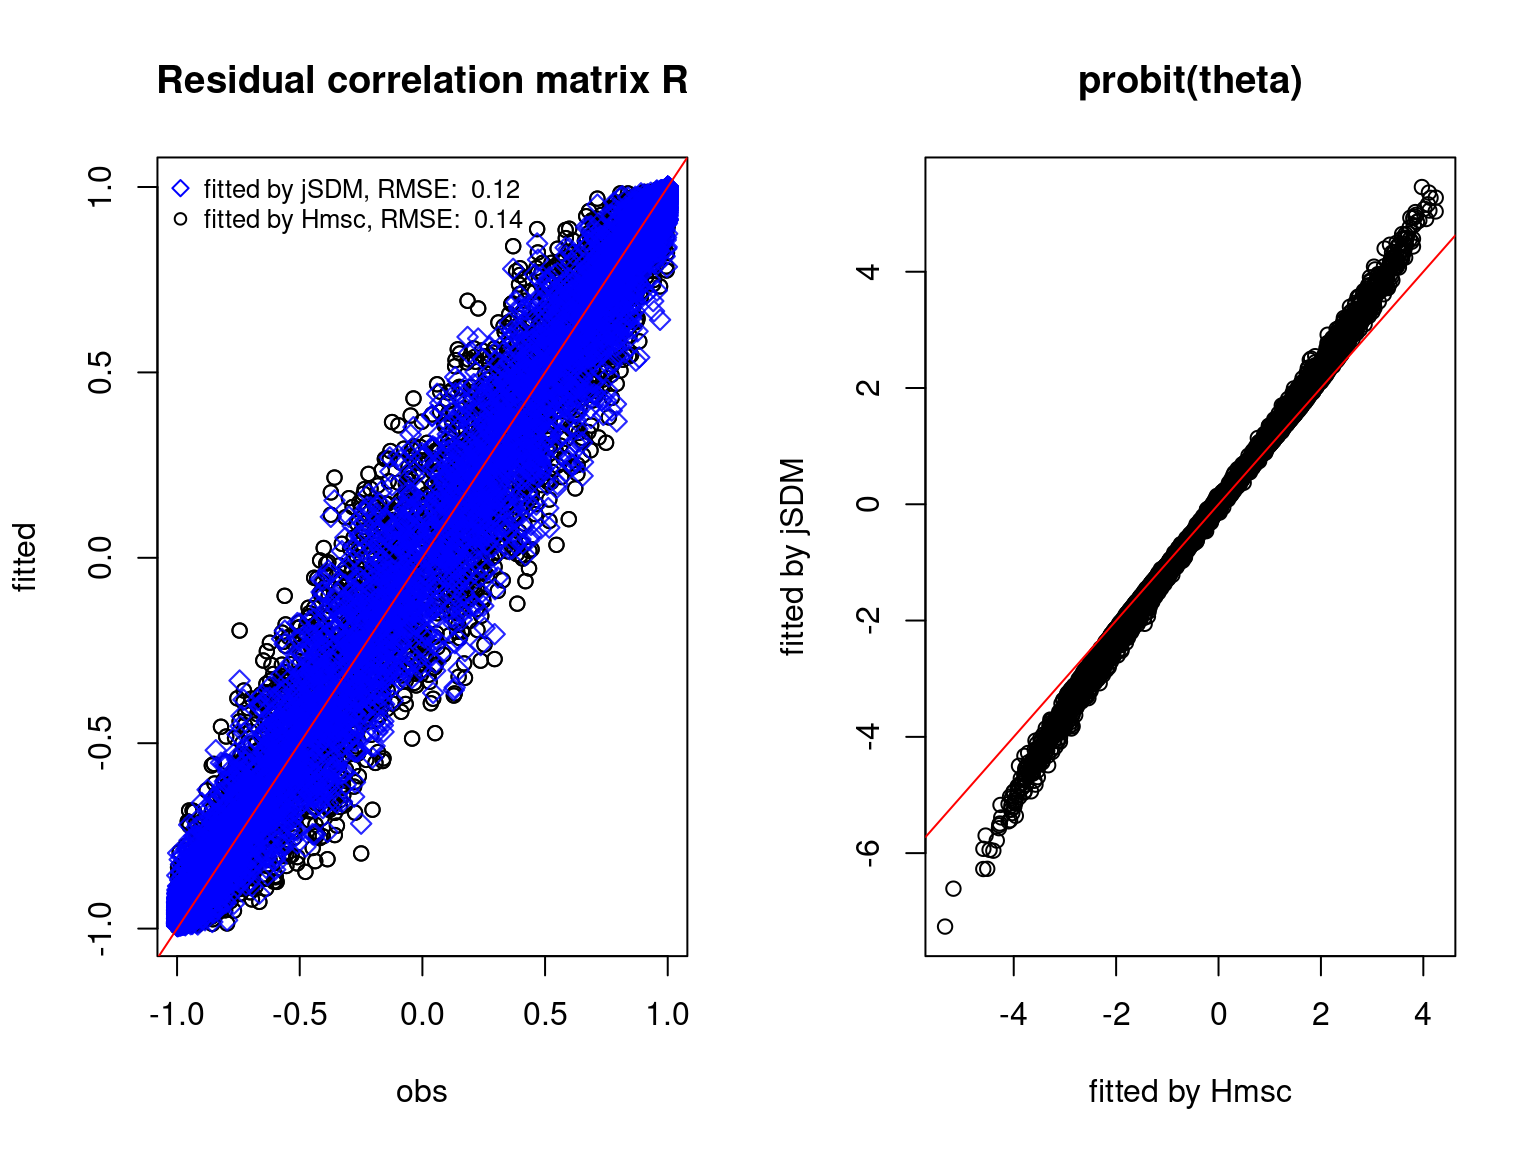 Residual correlation matrix R
fitted by jSDM, RMSE: 0.12
fitted by Hmsc, RMSE: 0.14
1.0
0.5
0.0
-0.5
-1.0
fitted
-1.0 -0.5 0.0 0.5 1.0
obs
probit(theta)
4
2
0
-2
-4
-6
fitted by jSDM
-4 -2 0 2 4
fitted by Hmsc